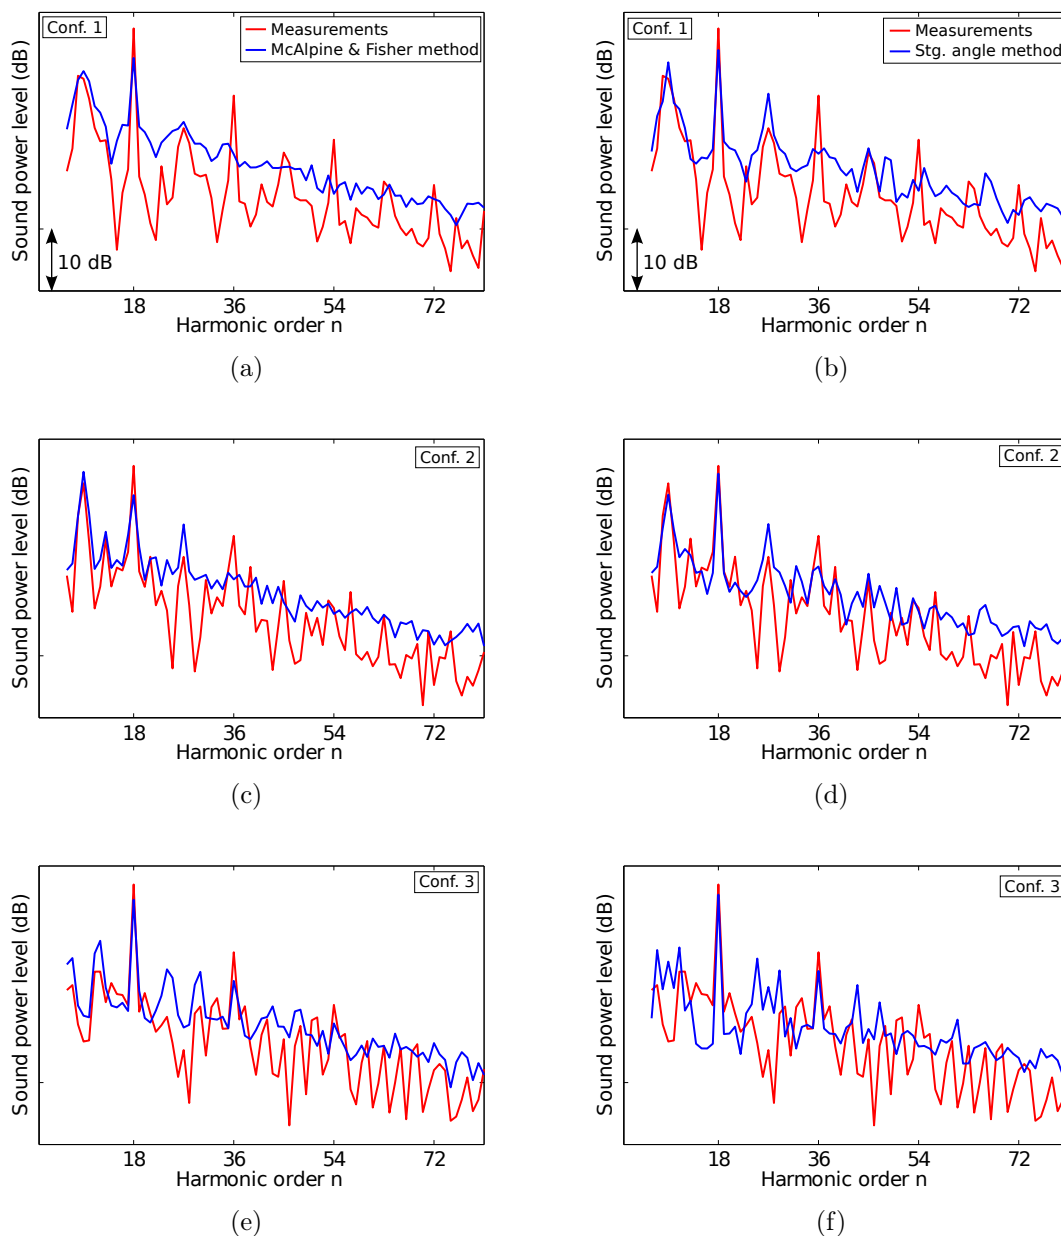 Conf. 1
Measurements
McAlpine & Fisher method
Sound power level (dB)
10 dB
18 36 54 72
Harmonic order n
(a)
Conf. 1
Measurements
Stg. angle method
Sound power level (dB)
10 dB
18 36 54 72
Harmonic order n
(b)
Conf. 2
Sound power level (dB)
18 36 54 72
Harmonic order n
(c)
Conf. 2
Sound power level (dB)
18 36 54 72
Harmonic order n
(d)
Conf. 3
Sound power level (dB)
18 36 54 72
Harmonic order n
(e)
Conf. 3
Sound power level (dB)
18 36 54 72
Harmonic order n
(f)